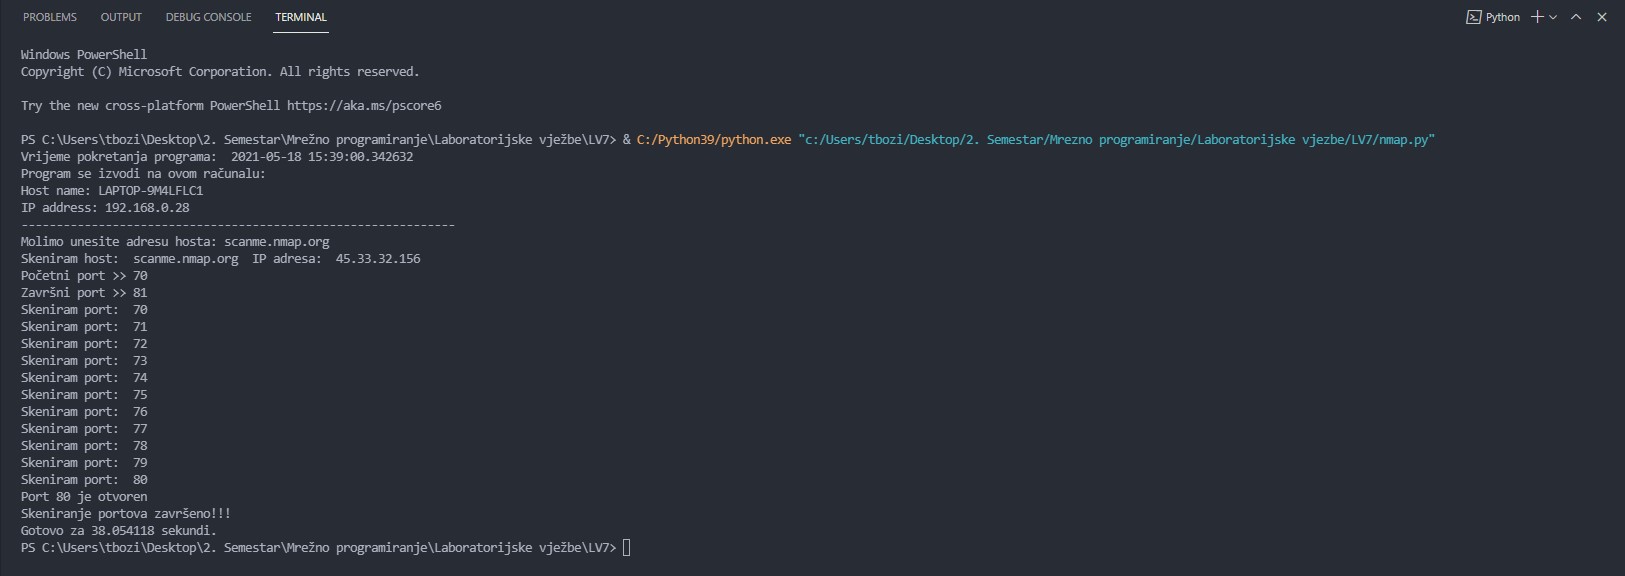 PROBLEMS OUTPUT DEBUG CONSOLE TERMINAL Python
Windows PowerShell
Copyright (C) Microsoft Corporation. All rights reserved.
Try the new cross-platform PowerShell https://aka.ms/pscore6
PS C:\Users\tbozi\Desktop\2. Semestar\Mrežno programiranje\Laboratorijske vježbe\LV7> & C:/Python39/python.exe "c:/Users/tbozi/Desktop/2. Semestar/Mrezno programiranje/Laboratorijske vjezbe/LV7/nmap.py"
Vrijeme pokretanja programa:  2021-05-18 15:39:00.342632
Program se izvodi na ovom računalu:
Host name: LAPTOP-9M4LFLC1
IP address: 192.168.0.28
--------------------------------------------------------------
Molimo unesite adresu hosta: scanme.nmap.org
Skeniram host:  scanme.nmap.org  IP adresa:  45.33.32.156
Početni port >> 70
Završni port >> 81
Skeniram port:  70
Skeniram port:  71
Skeniram port:  72
Skeniram port:  73
Skeniram port:  74
Skeniram port:  75
Skeniram port:  76
Skeniram port:  77
Skeniram port:  78
Skeniram port:  79
Skeniram port:  80
Port 80 je otvoren
Skeniranje portova završeno!!!
Gotovo za 38.054118 sekundi.
PS C:\Users\tbozi\Desktop\2. Semestar\Mrežno programiranje\Laboratorijske vježbe\LV7>